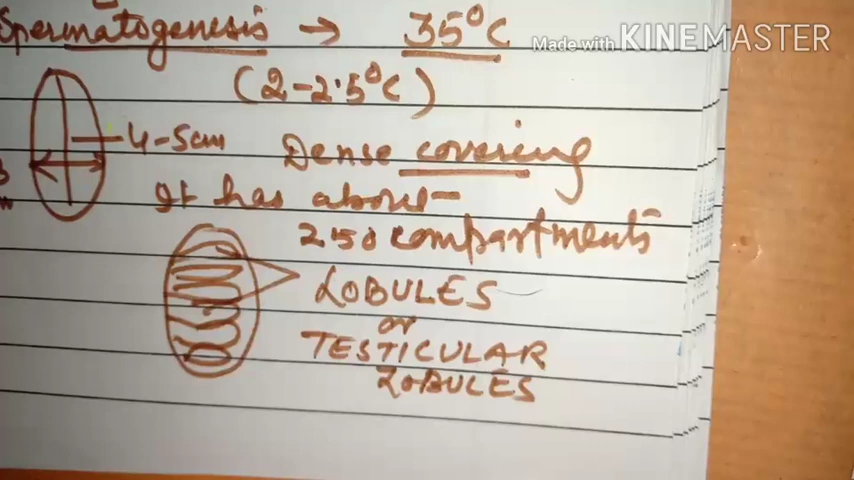 Spermatogenesis → 35°C
Made with KINEMASTER
(2-2.5°C)
4-5cm
Dense covering
It has about
250 compartments
LOBULES
or
TESTICULAR
LOBULES